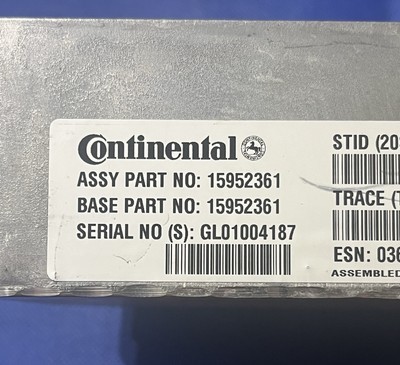 Continental
ASSY PART NO: 15952361
BASE PART NO: 15952361
SERIAL NO (S): GL01004187
STID (20
TRACE (T
ESN: 036
ASSEMBLED